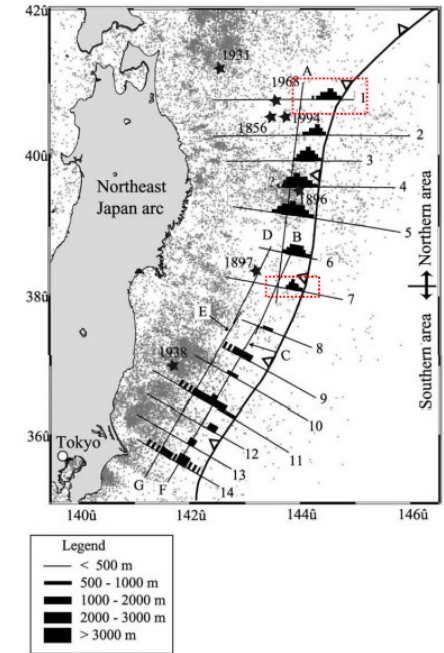 42û
1931
A
1968
1
1856
1994
2
40û
3
Northeast
Japan arc
4
?
1896
5
D
B
1897
6
38û
7
E
8
C
1938
9
10
11
36û
12
Tokyo
13
G
F
14
140û
142û
144û
146û
Northern area
Southern area
Legend
< 500 m
500 - 1000 m
1000 - 2000 m
2000 - 3000 m
> 3000 m